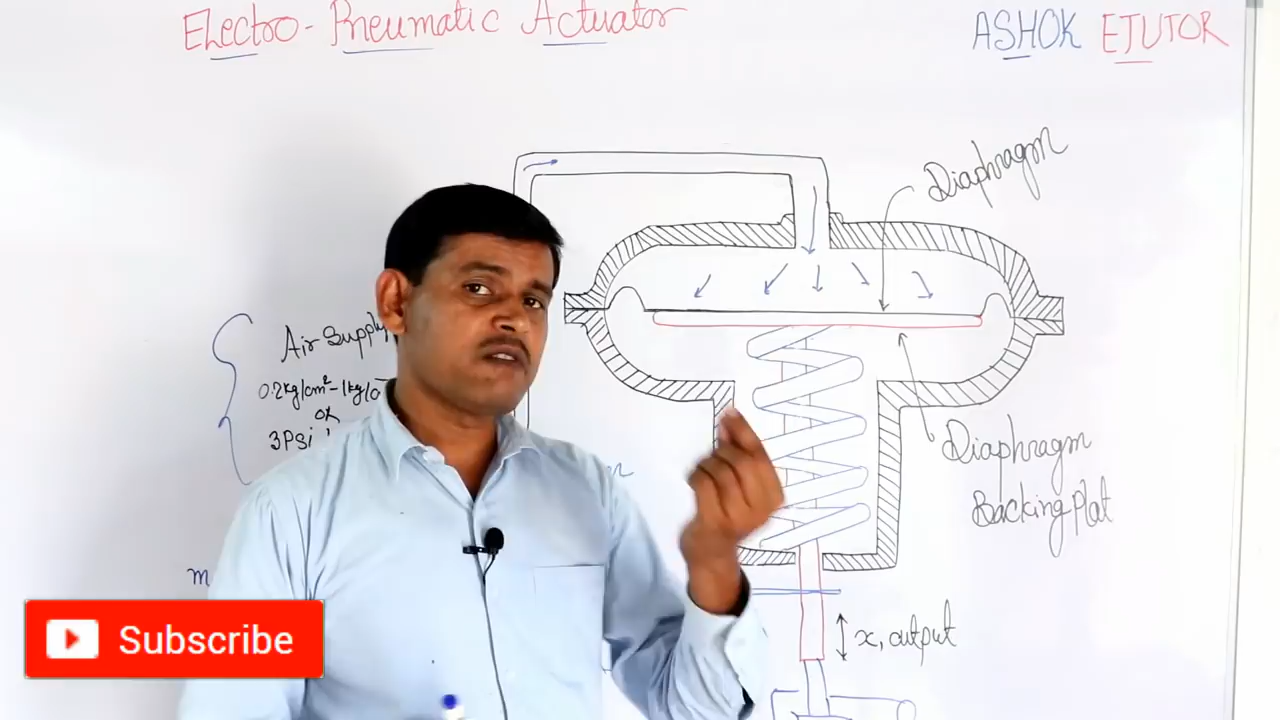 Electro-Pneumatic Actuator
ASHOK EJUTOR
Diaphragm
Air Supply
0.2kg/cm² - 1kg/c
OR
3Psi
Diaphragm
Backing Plat
m
x, output
Subscribe